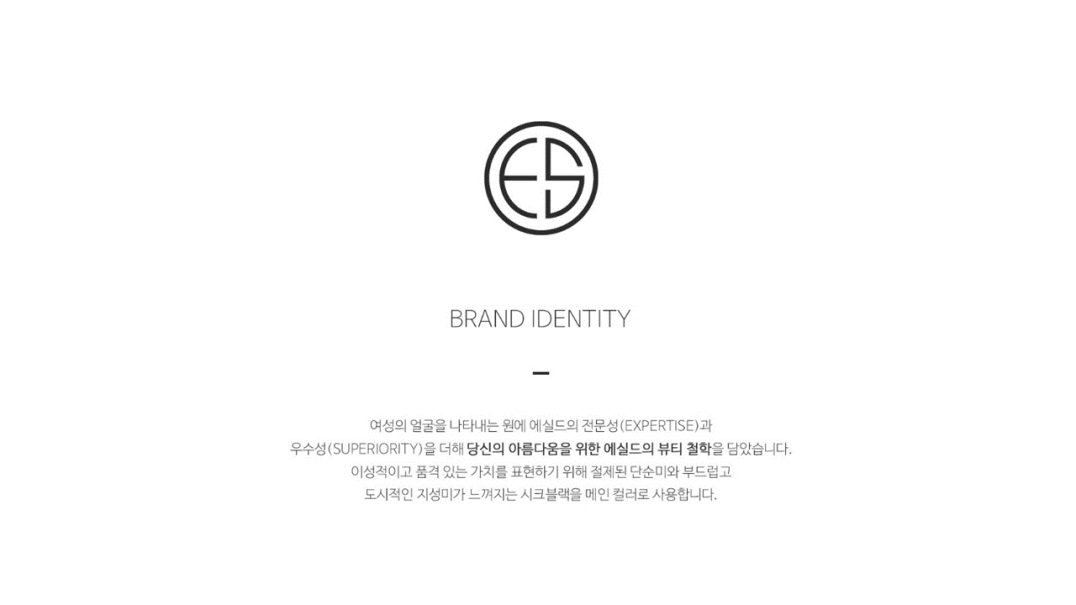 ES
BRAND IDENTITY
여성의 얼굴을 나타내는 원에 에실드의 전문성(EXPERTISE)과
우수성(SUPERIORITY)을 더해 당신의 아름다움을 위한 에실드의 뷰티 철학을 담았습니다.
이성적이고 품격 있는 가치를 표현하기 위해 절제된 단순미와 부드럽고
도시적인 지성미가 느껴지는 시크블랙을 메인 컬러로 사용합니다.